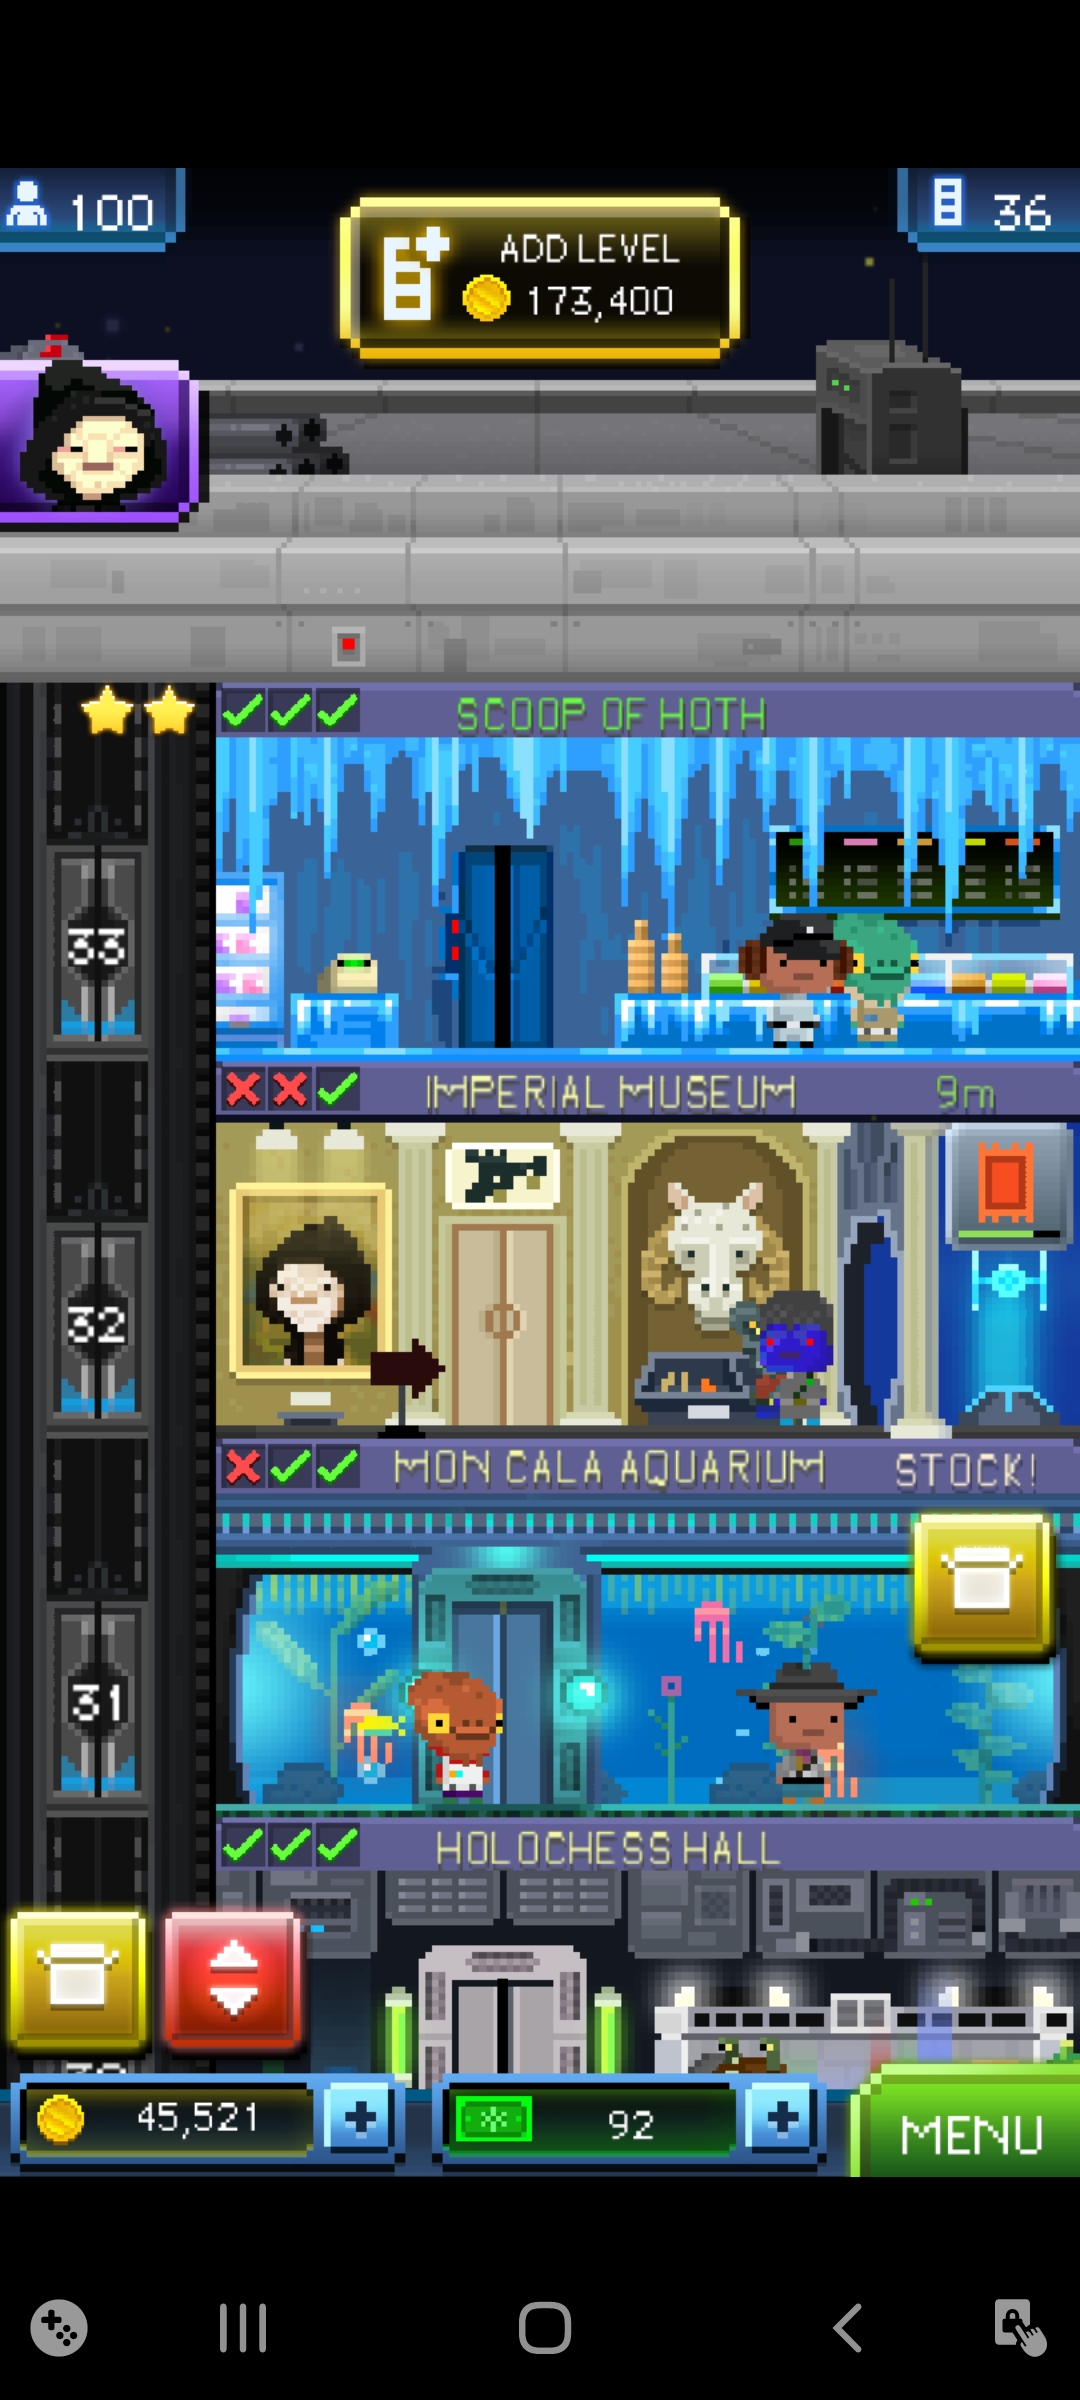 100
ADD LEVEL
173,400
36
SCOOP OF HOTH
33
IMPERIAL MUSEUM 9m
32
MON CALA AQUARIUM STOCK!
31
HOLOCHESS HALL
45,521
92
MENU